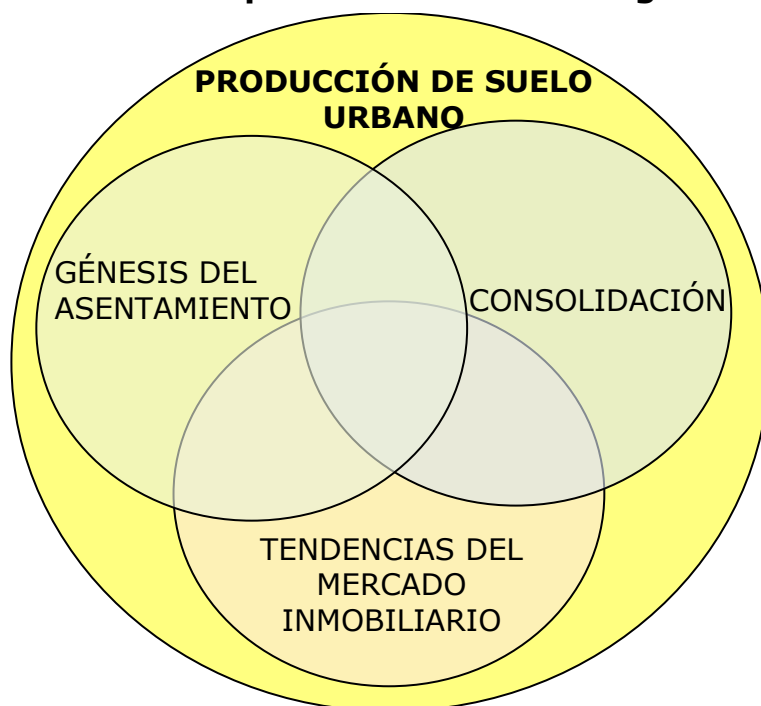 PRODUCCIÓN DE SUELO
URBANO
GÉNESIS DEL
ASENTAMIENTO
CONSOLIDACIÓN
TENDENCIAS DEL
MERCADO
INMOBILIARIO